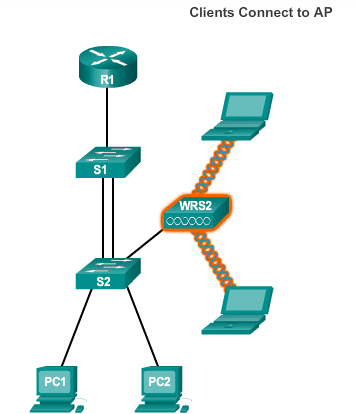 Clients Connect to AP
R1
S1
WRS2
S2
PC1
PC2